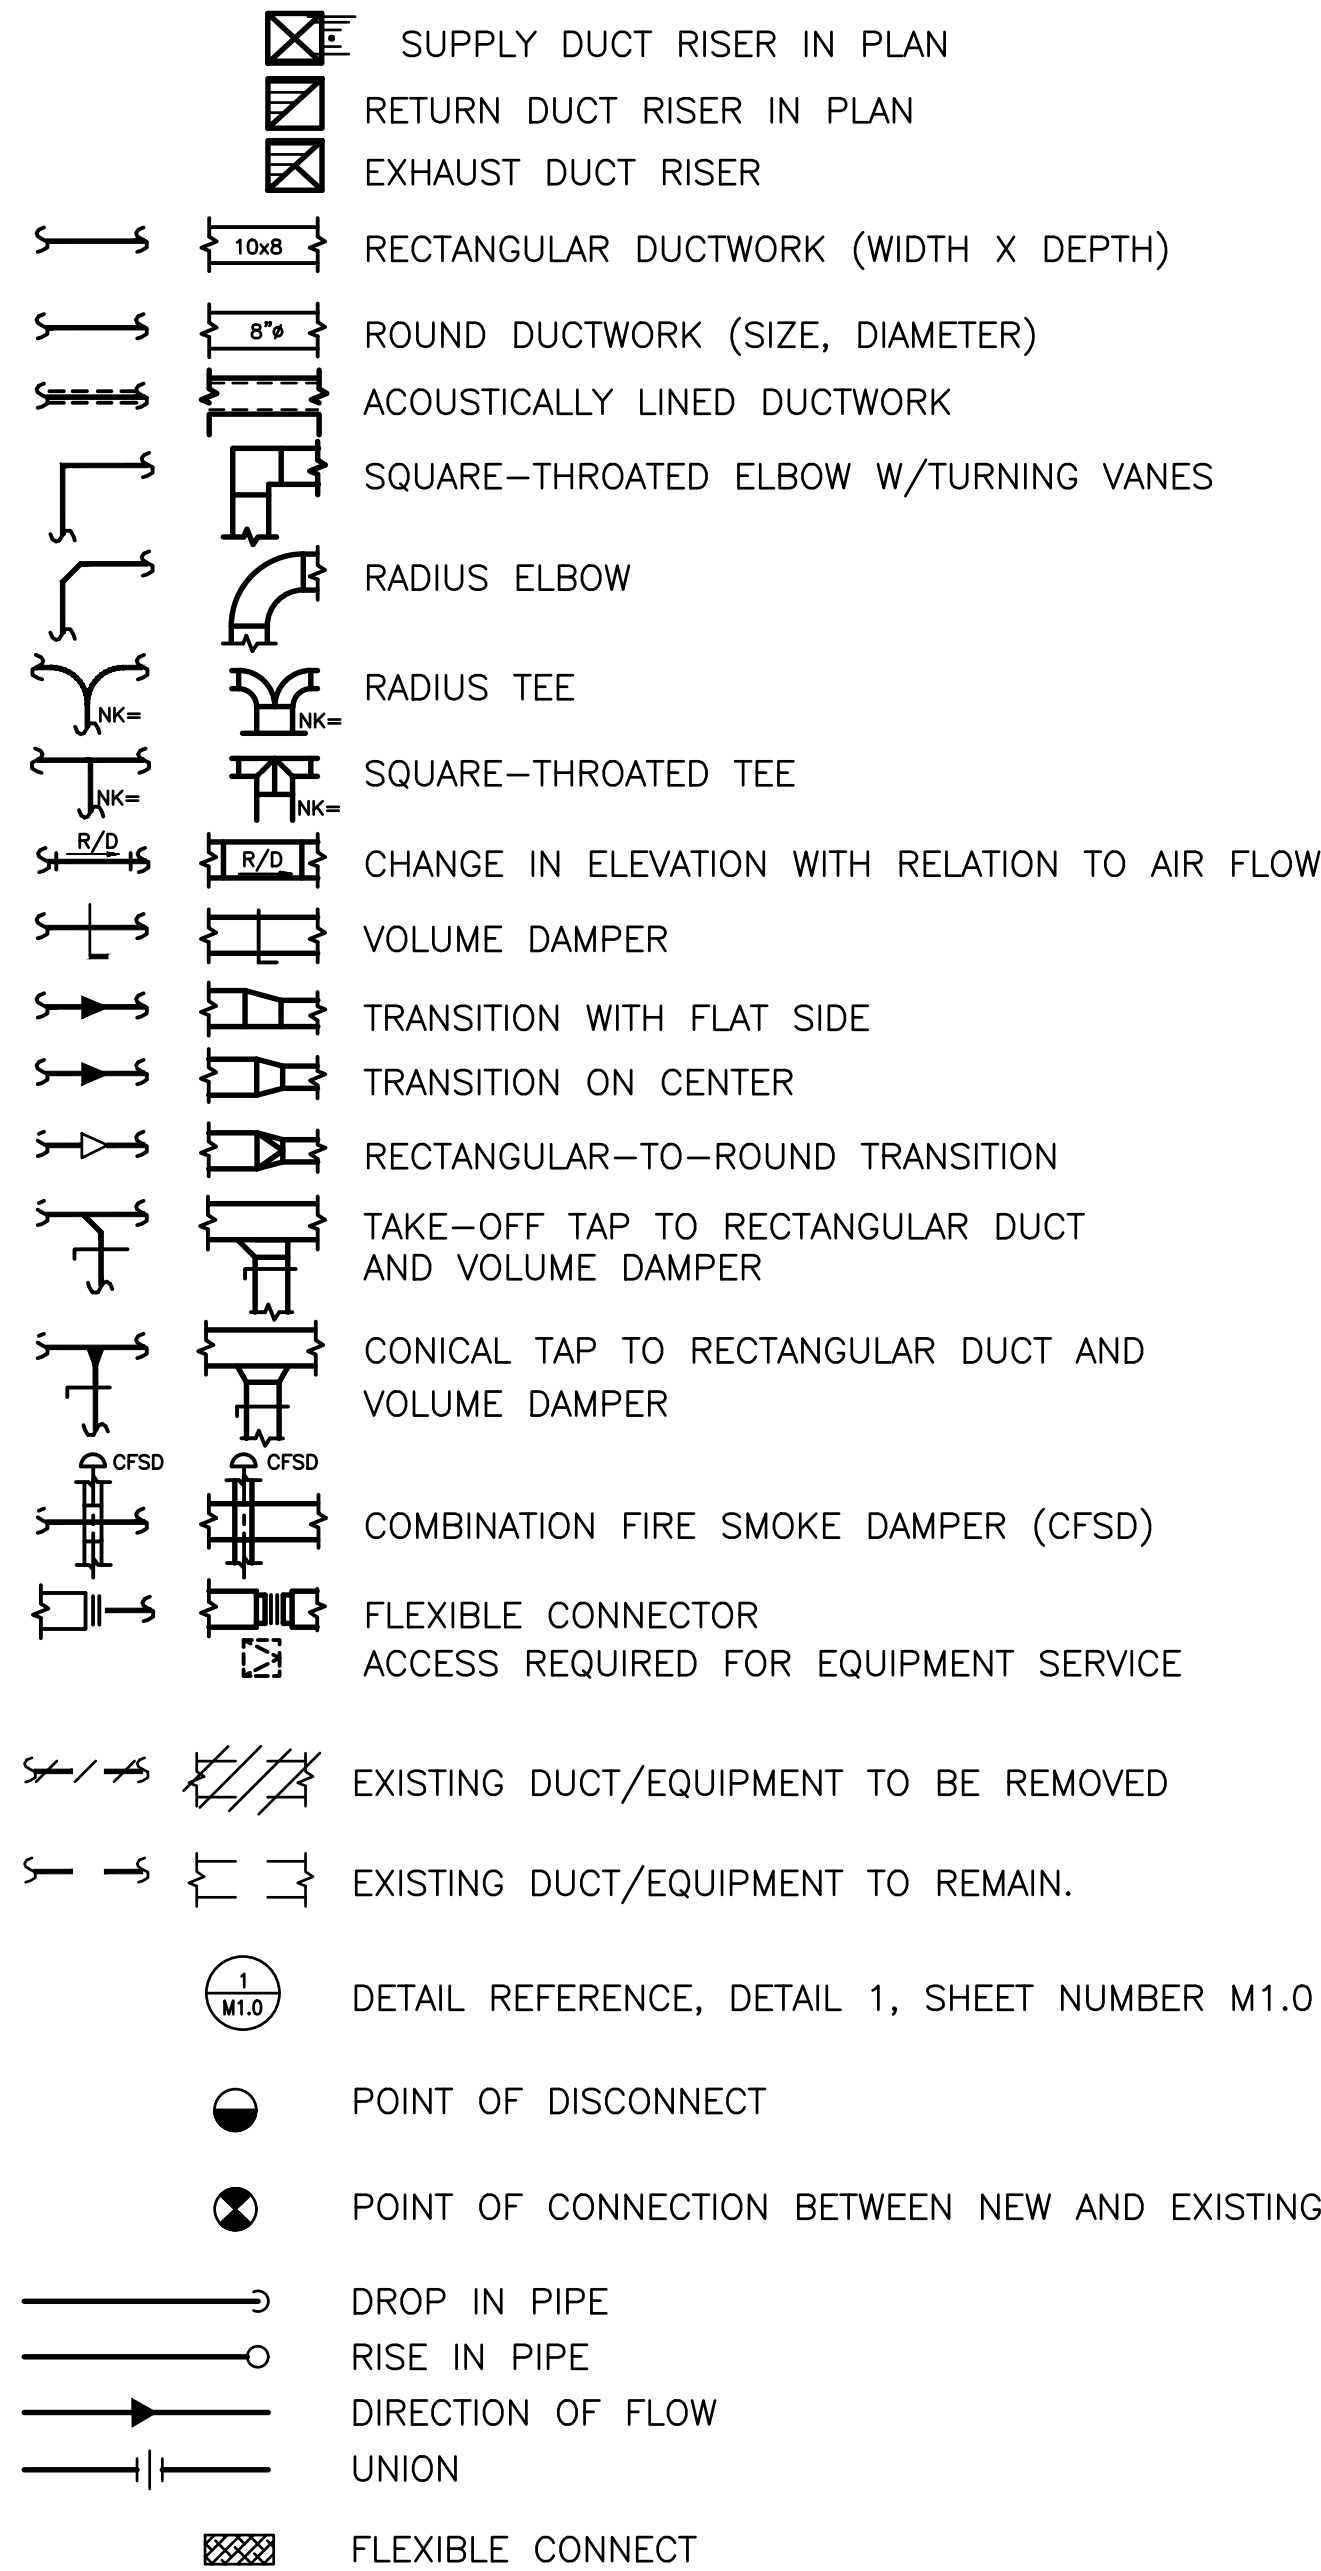 SUPPLY DUCT RISER IN PLAN
RETURN DUCT RISER IN PLAN
EXHAUST DUCT RISER
10x8 RECTANGULAR DUCTWORK (WIDTH X DEPTH)
8"ø ROUND DUCTWORK (SIZE, DIAMETER)
ACOUSTICALLY LINED DUCTWORK
SQUARE-THROATED ELBOW W/TURNING VANES
RADIUS ELBOW
NK= NK= RADIUS TEE
NK= NK= SQUARE-THROATED TEE
R/D R/D CHANGE IN ELEVATION WITH RELATION TO AIR FLOW
VOLUME DAMPER
TRANSITION WITH FLAT SIDE
TRANSITION ON CENTER
RECTANGULAR-TO-ROUND TRANSITION
TAKE-OFF TAP TO RECTANGULAR DUCT
AND VOLUME DAMPER
CONICAL TAP TO RECTANGULAR DUCT AND
VOLUME DAMPER
CFSD CFSD
COMBINATION FIRE SMOKE DAMPER (CFSD)
FLEXIBLE CONNECTOR
ACCESS REQUIRED FOR EQUIPMENT SERVICE
EXISTING DUCT/EQUIPMENT TO BE REMOVED
EXISTING DUCT/EQUIPMENT TO REMAIN.
1
M1.0
DETAIL REFERENCE, DETAIL 1, SHEET NUMBER M1.0
POINT OF DISCONNECT
POINT OF CONNECTION BETWEEN NEW AND EXISTING
DROP IN PIPE
RISE IN PIPE
DIRECTION OF FLOW
UNION
FLEXIBLE CONNECT